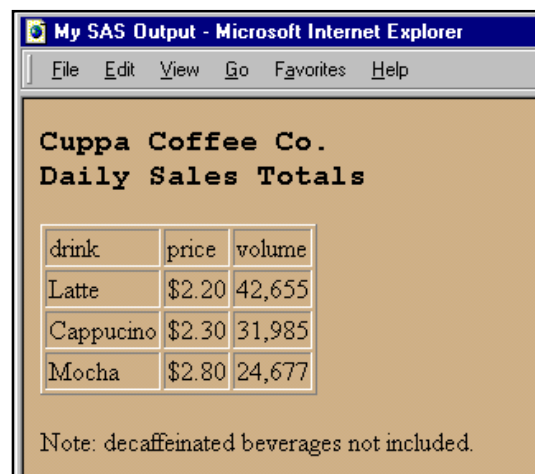 My SAS Output - Microsoft Internet Explorer
File Edit View Go Favorites Help
Cuppa Coffee Co.
Daily Sales Totals
drink price volume
Latte $2.20 42,655
Cappucino $2.30 31,985
Mocha $2.80 24,677
Note: decaffeinated beverages not included.